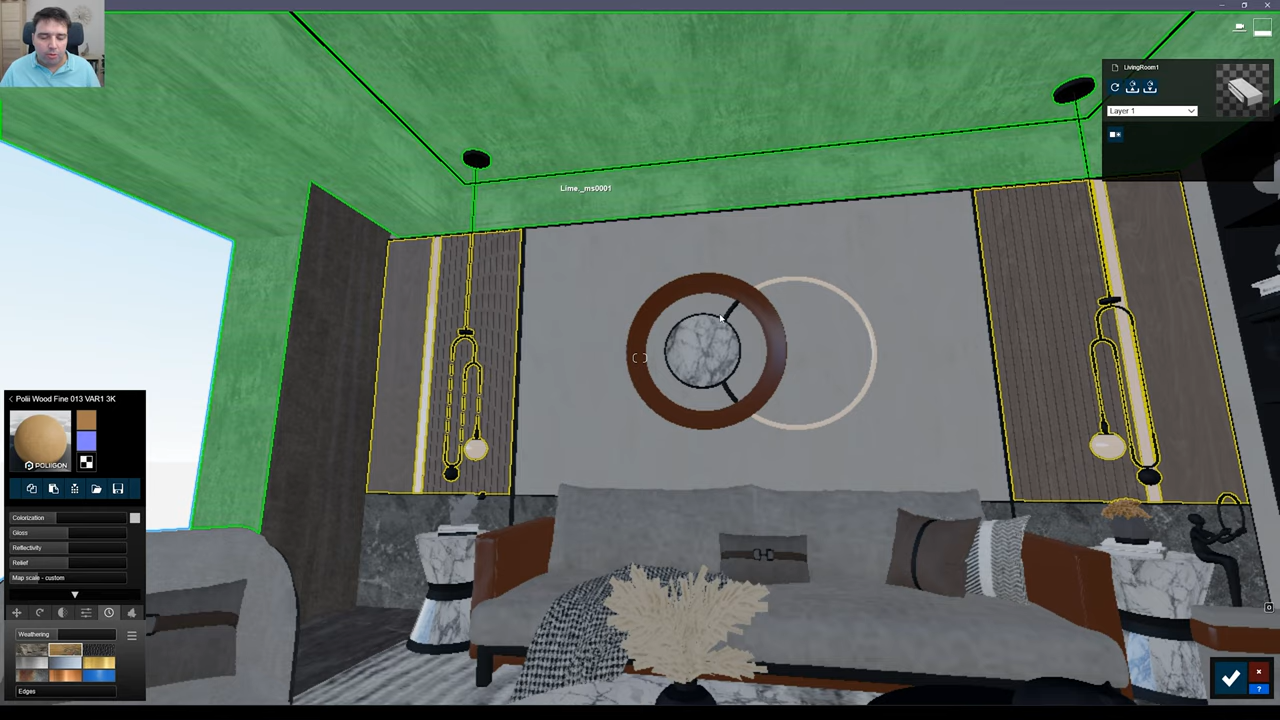 LivingRoom1
Layer 1
Lime._ms0001
Polii Wood Fine 013 VAR1 3K
POLIIGON
Colorization
Gloss
Reflectivity
Relief
Map scale - custom
Weathering
Edges
?